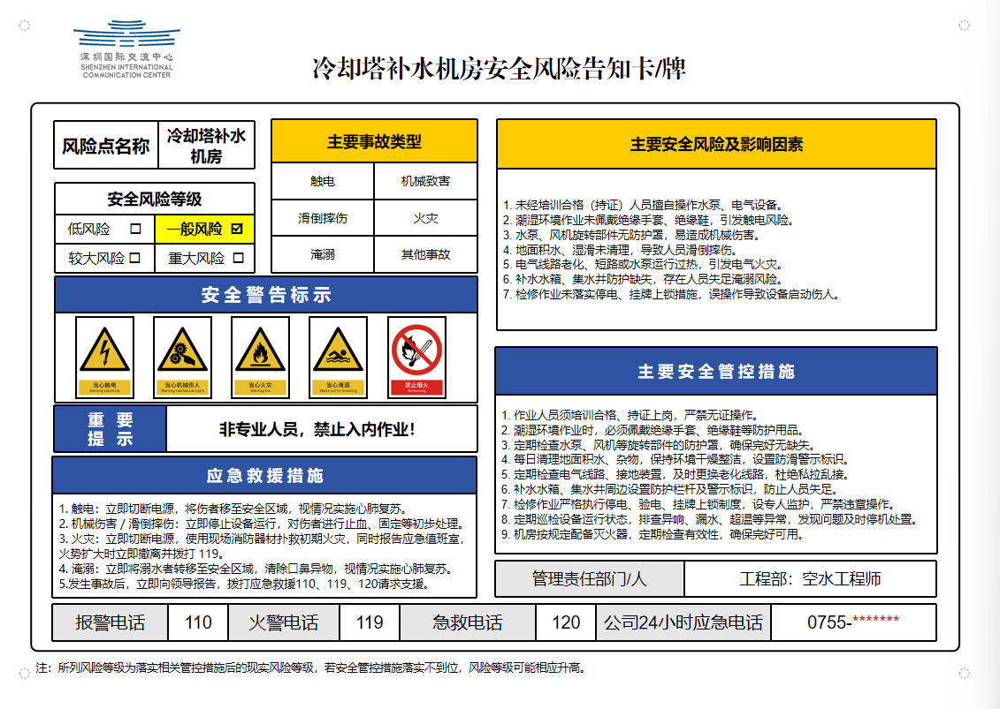 深圳国际交流中心
SHENZHEN INTERNATIONAL
COMMUNICATION CENTER
冷却塔补水机房安全风险告知卡/牌
风险点名称
冷却塔补水
机房
安全风险等级
低风险 ☐
一般风险 ☑
较大风险 ☐
重大风险 ☐
主要事故类型
触电
机械致害
滑倒摔伤
火灾
淹溺
其他事故
安全警告标示
当心触电
Warning electricity
当心机械伤人
Warning mechanical injury
当心火灾
Warning fire
当心淹溺
Watch out for drowning
禁止烟火
No burning
重 要
提 示
非专业人员，禁止入内作业！
应急救援措施
1. 触电：立即切断电源，将伤者移至安全区域，视情况实施心肺复苏。
2. 机械伤害 / 滑倒摔伤：立即停止设备运行，对伤者进行止血、固定等初步处理。
3. 火灾：立即切断电源，使用现场消防器材扑救初期火灾，同时报告应急值班室，
火势扩大时立即撤离并拨打 119。
4. 淹溺：立即将溺水者转移至安全区域，清除口鼻异物，视情况实施心肺复苏。
5.发生事故后，立即向领导报告，拨打应急救援110、119、120请求支援。
主要安全风险及影响因素
1. 未经培训合格（持证）人员擅自操作水泵、电气设备。
2. 潮湿环境作业未佩戴绝缘手套、绝缘鞋，引发触电风险。
3. 水泵、风机旋转部件无防护罩，易造成机械伤害。
4. 地面积水、湿滑未清理，导致人员滑倒摔伤。
5. 电气线路老化、短路或水泵运行过热，引发电气火灾。
6. 补水水箱、集水井防护缺失，存在人员失足淹溺风险。
7. 检修作业未落实停电、挂牌上锁措施，误操作导致设备启动伤人。
主要安全管控措施
1. 作业人员须培训合格、持证上岗，严禁无证操作。
2. 潮湿环境作业时，必须佩戴绝缘手套、绝缘鞋等防护用品。
3. 定期检查水泵、风机等旋转部件的防护罩，确保完好无缺失。
4. 每日清理地面积水、杂物，保持环境干燥整洁，设置防滑警示标识。
5. 定期检查电气线路、接地装置，及时更换老化线路，杜绝私拉乱接。
6. 补水水箱、集水井周边设置防护栏杆及警示标识，防止人员失足。
7. 检修作业严格执行停电、验电、挂牌上锁制度，设专人监护，严禁违章操作。
8. 定期巡检设备运行状态，排查异响、漏水、超温等异常，发现问题及时停机处置。
9. 机房按规定配备灭火器，定期检查有效性，确保完好可用。
管理责任部门/人
工程部：空水工程师
报警电话
110
火警电话
119
急救电话
120
公司24小时应急电话
0755-*******
注：所列风险等级为落实相关管控措施后的现实风险等级，若安全管控措施落实不到位，风险等级可能相应升高。